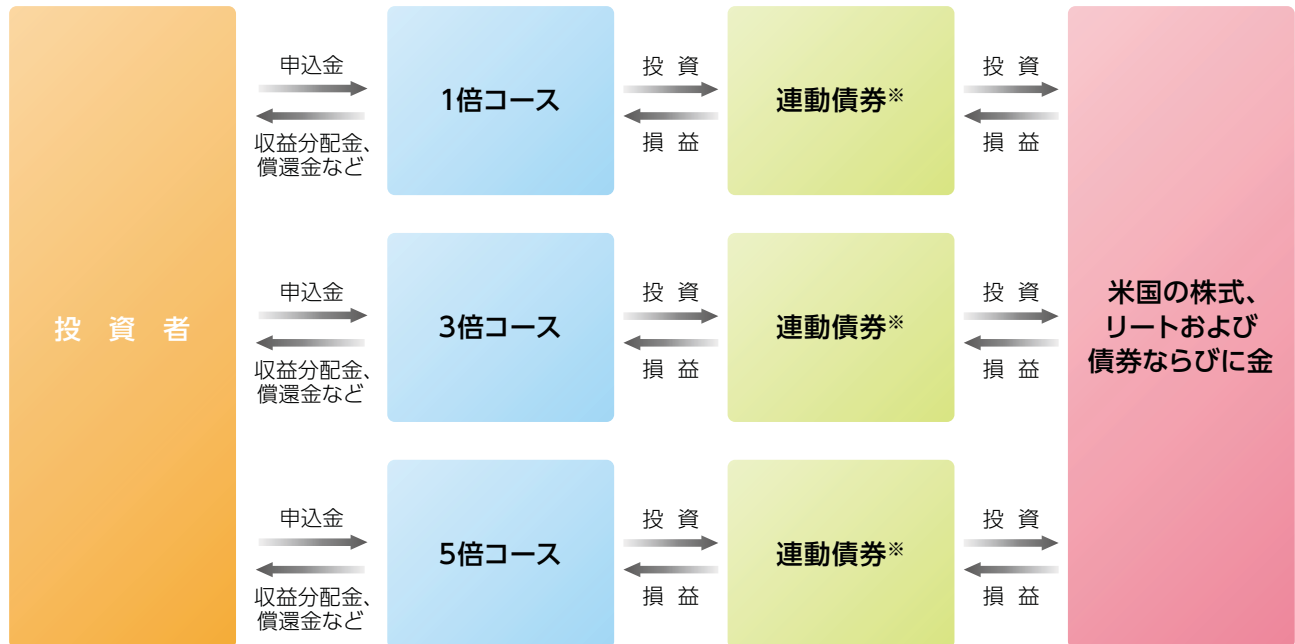 投資者
申込金
収益分配金、
償還金など
1倍コース
投資
損益
連動債券※
投資
損益
申込金
収益分配金、
償還金など
3倍コース
投資
損益
連動債券※
投資
損益
米国の株式、
リートおよび
債券ならびに金
申込金
収益分配金、
償還金など
5倍コース
投資
損益
連動債券※
投資
損益